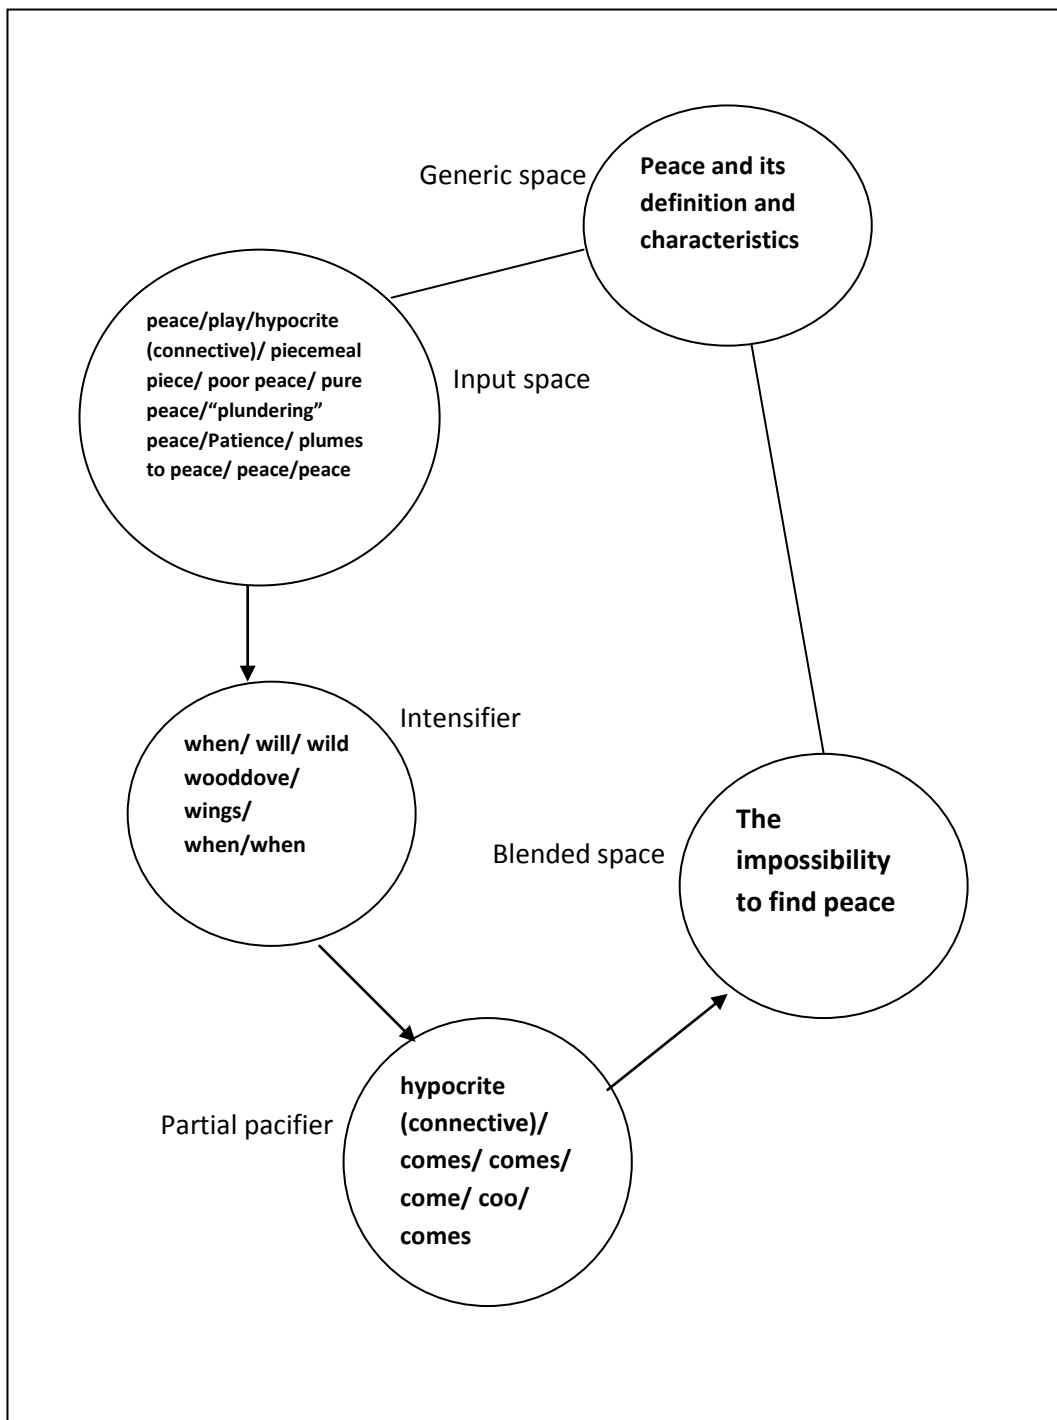 Generic space
Peace and its
definition and
characteristics
peace/play/hypocrite
(connective)/ piecemeal
piece/ poor peace/ pure
peace/“plundering”
peace/Patience/ plumes
to peace/ peace/peace
Input space
Intensifier
when/ will/ wild
wooddove/
wings/
when/when
Blended space
The
impossibility
to find peace
Partial pacifier
hypocrite
(connective)/
comes/ comes/
come/ coo/
comes